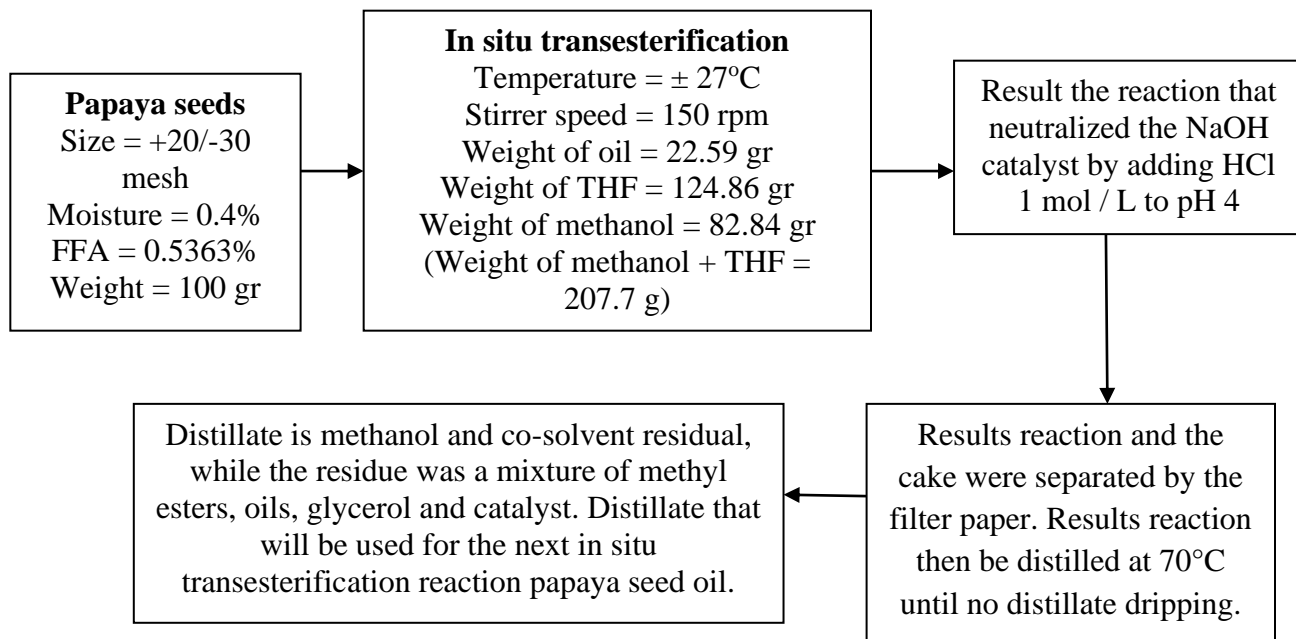 Papaya seeds
Size = +20/-30
mesh
Moisture = 0.4%
FFA = 0.5363%
Weight = 100 gr
In situ transesterification
Temperature = ± 27°C
Stirrer speed = 150 rpm
Weight of oil = 22.59 gr
Weight of THF = 124.86 gr
Weight of methanol = 82.84 gr
(Weight of methanol + THF =
207.7 g)
Result the reaction that
neutralized the NaOH
catalyst by adding HCl
1 mol / L to pH 4
Results reaction and the
cake were separated by the
filter paper. Results reaction
then be distilled at 70°C
until no distillate dripping.
Distillate is methanol and co-solvent residual,
while the residue was a mixture of methyl
esters, oils, glycerol and catalyst. Distillate that
will be used for the next in situ
transesterification reaction papaya seed oil.